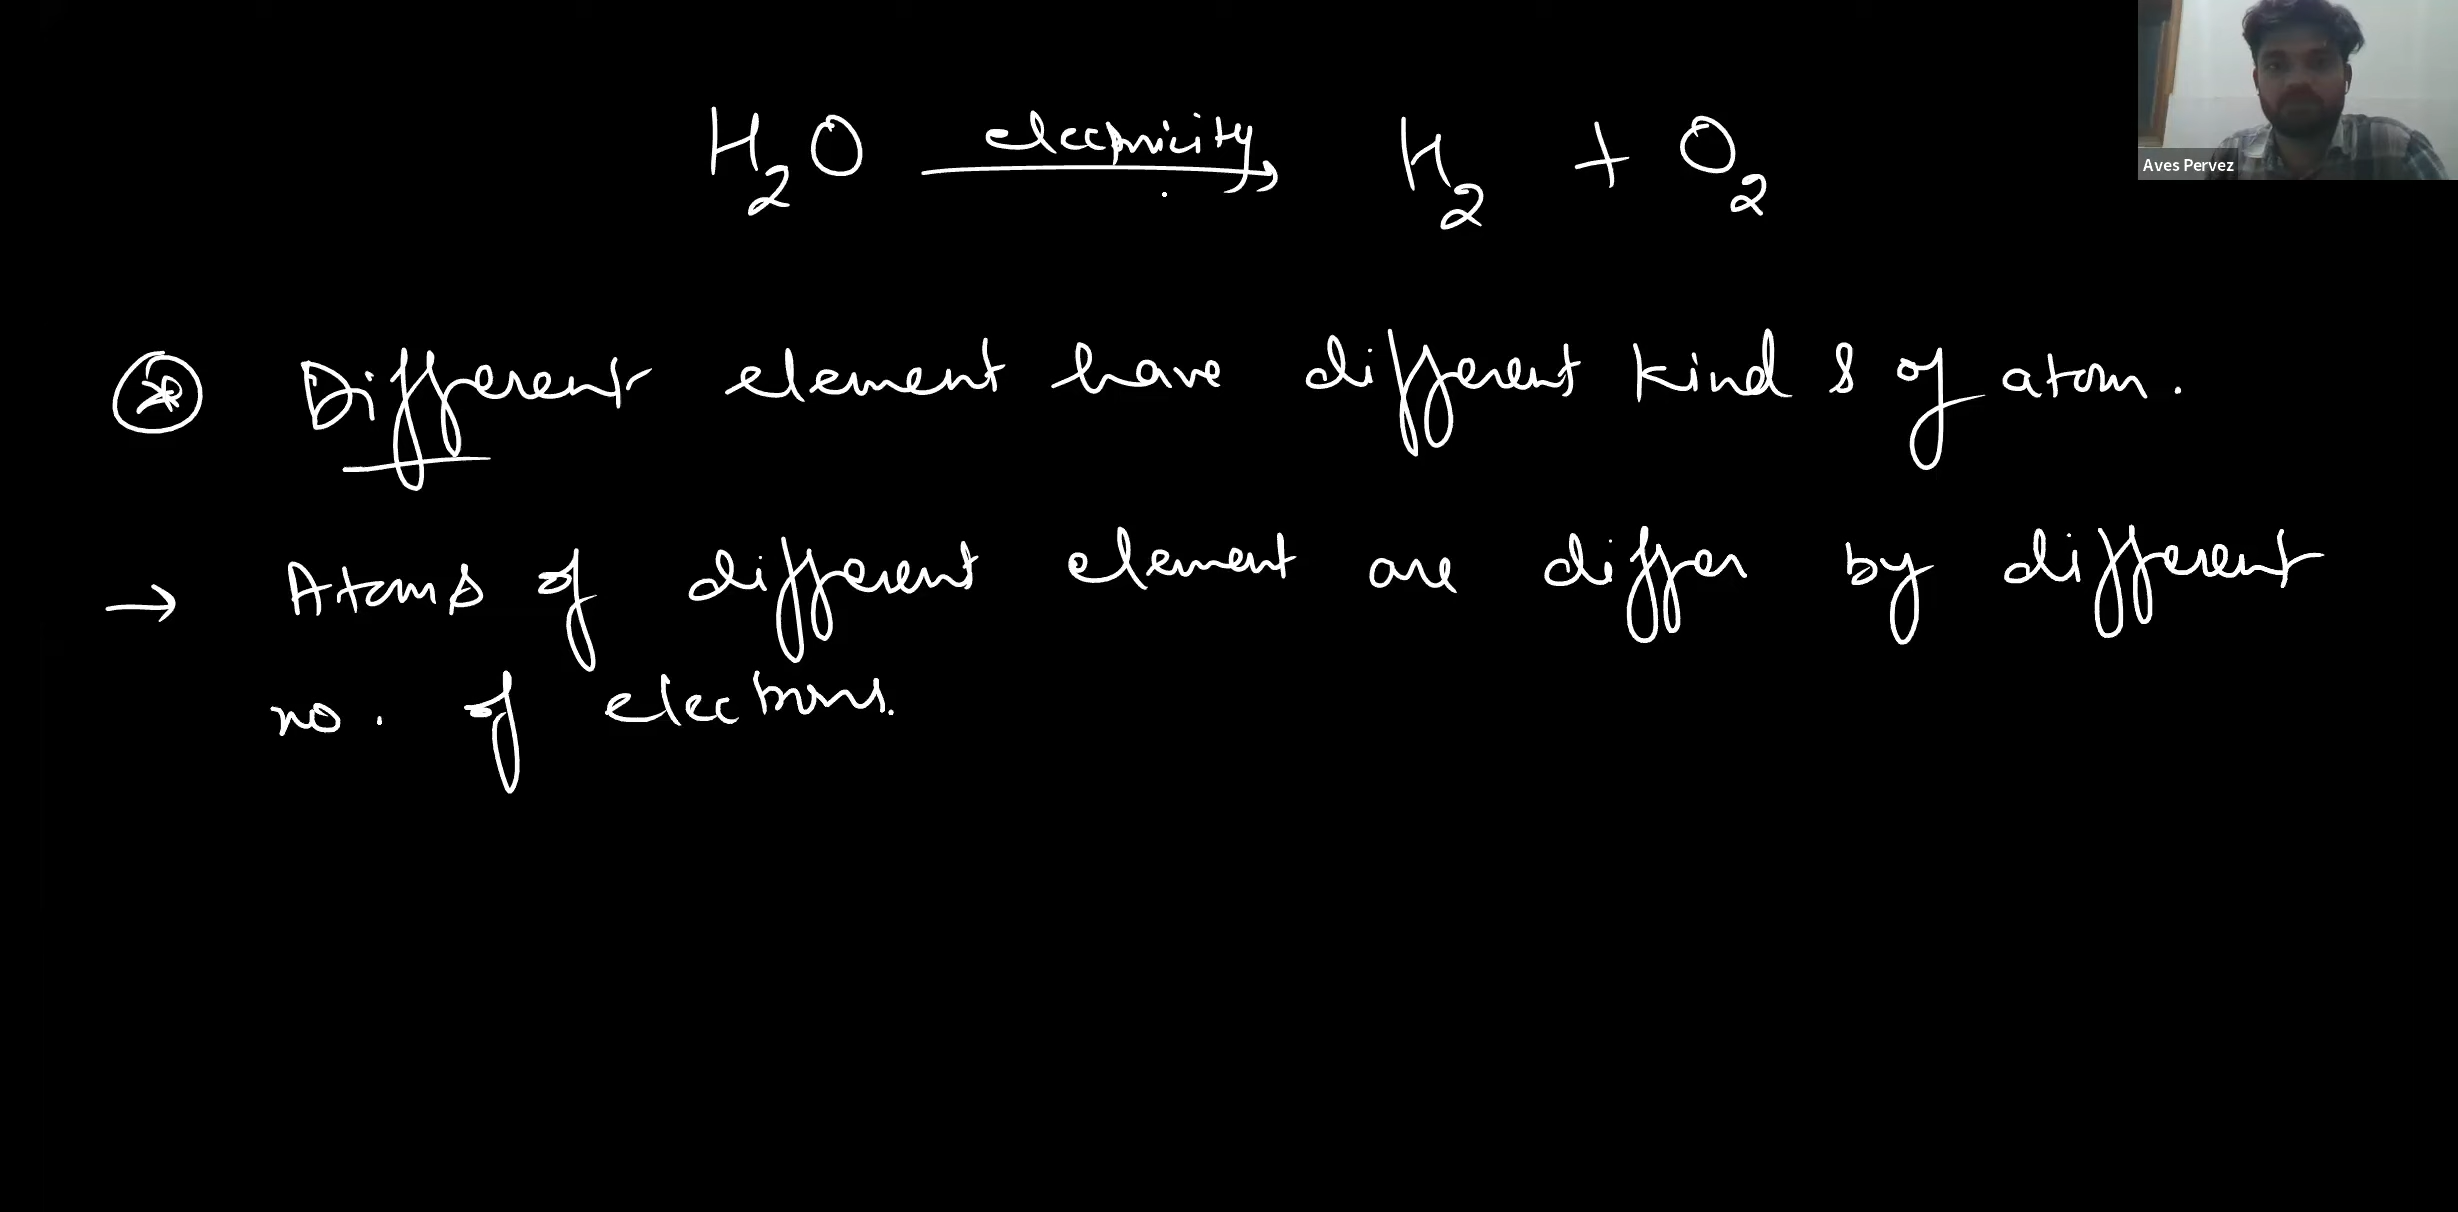 H₂O electricity → H₂ + O₂
Aves Pervez
Different element have different kinds of atom.
→ Atoms of different element are differ by different
no. of electrons.